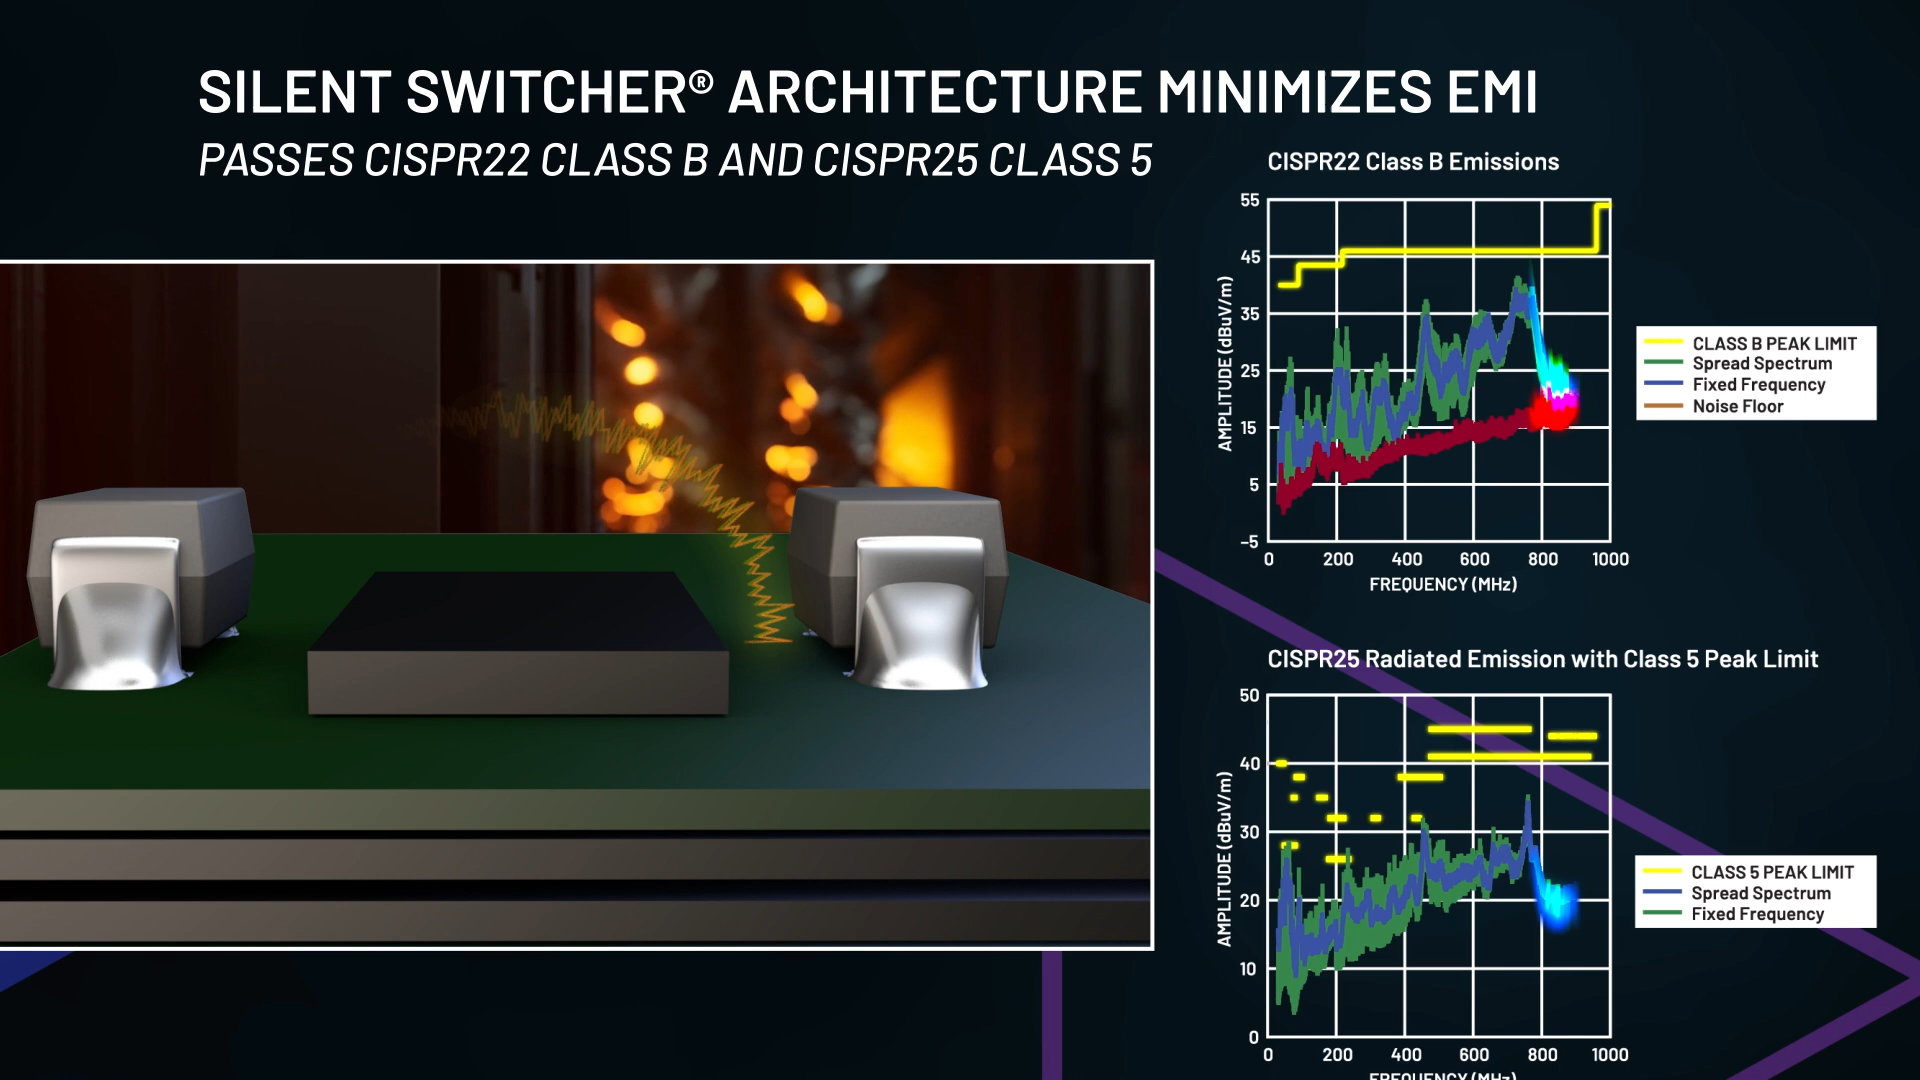 SILENT SWITCHER® ARCHITECTURE MINIMIZES EMI
PASSES CISPR22 CLASS B AND CISPR25 CLASS 5
CISPR22 Class B Emissions
55
45
35
25
15
5
–5
AMPLITUDE (dBuV/m)
0 200 400 600 800 1000
FREQUENCY (MHz)
CLASS B PEAK LIMIT
Spread Spectrum
Fixed Frequency
Noise Floor
CISPR25 Radiated Emission with Class 5 Peak Limit
50
40
30
20
10
0
AMPLITUDE (dBuV/m)
0 200 400 600 800 1000
FREQUENCY (MHz)
CLASS 5 PEAK LIMIT
Spread Spectrum
Fixed Frequency